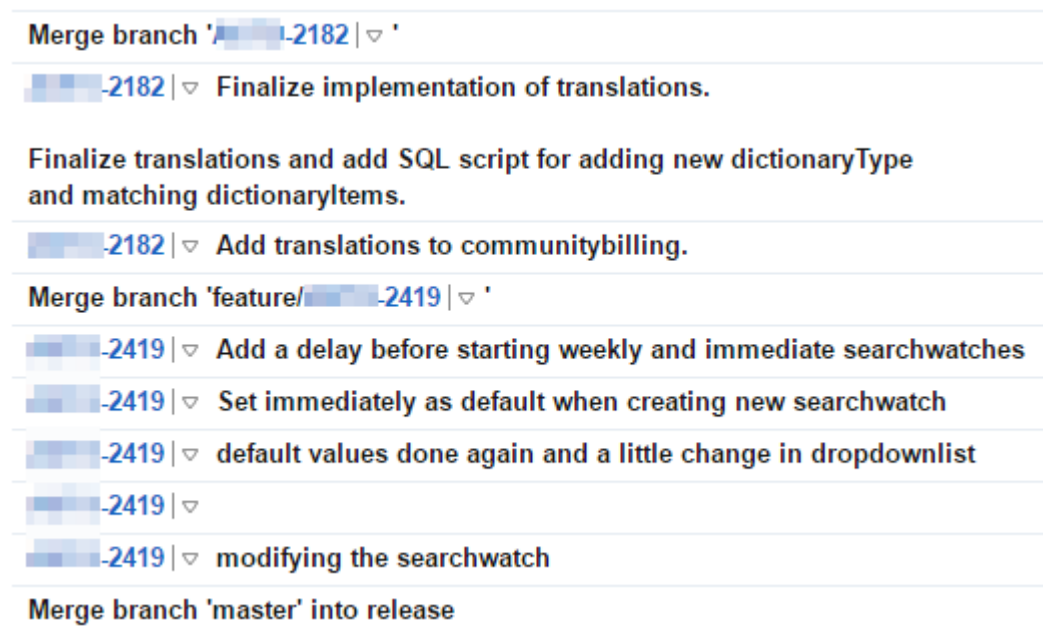 Merge branch '-2182 '
-2182 Finalize implementation of translations.
Finalize translations and add SQL script for adding new dictionaryType
and matching dictionaryItems.
-2182 Add translations to communitybilling.
Merge branch 'feature/-2419 '
-2419 Add a delay before starting weekly and immediate searchwatches
-2419 Set immediately as default when creating new searchwatch
-2419 default values done again and a little change in dropdownlist
-2419
-2419 modifying the searchwatch
Merge branch 'master' into release